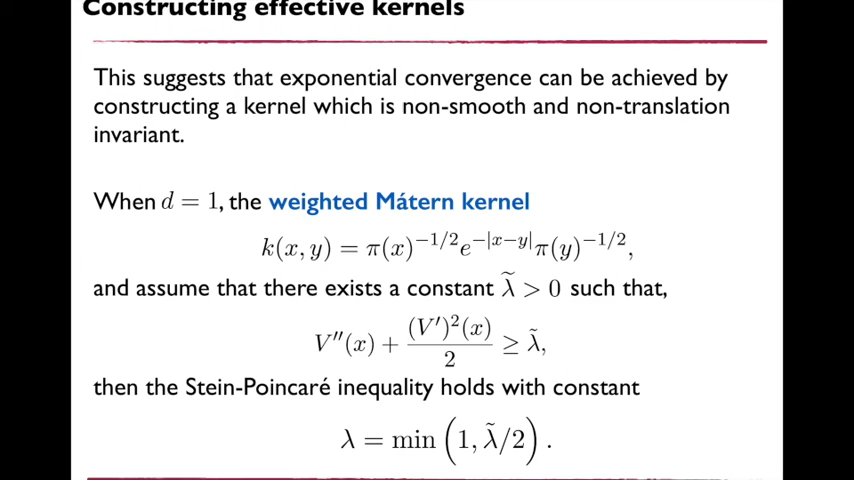 Constructing effective kernels
This suggests that exponential convergence can be achieved by
constructing a kernel which is non-smooth and non-translation
invariant.
When d = 1, the weighted Mátern kernel
k(x, y) = π(x)^{-1/2} e^{-|x-y|} π(y)^{-1/2},
and assume that there exists a constant λ̃ > 0 such that,
V''(x) + (V')^2(x)/2 ≥ λ̃,
then the Stein-Poincaré inequality holds with constant
λ = min (1, λ̃/2).